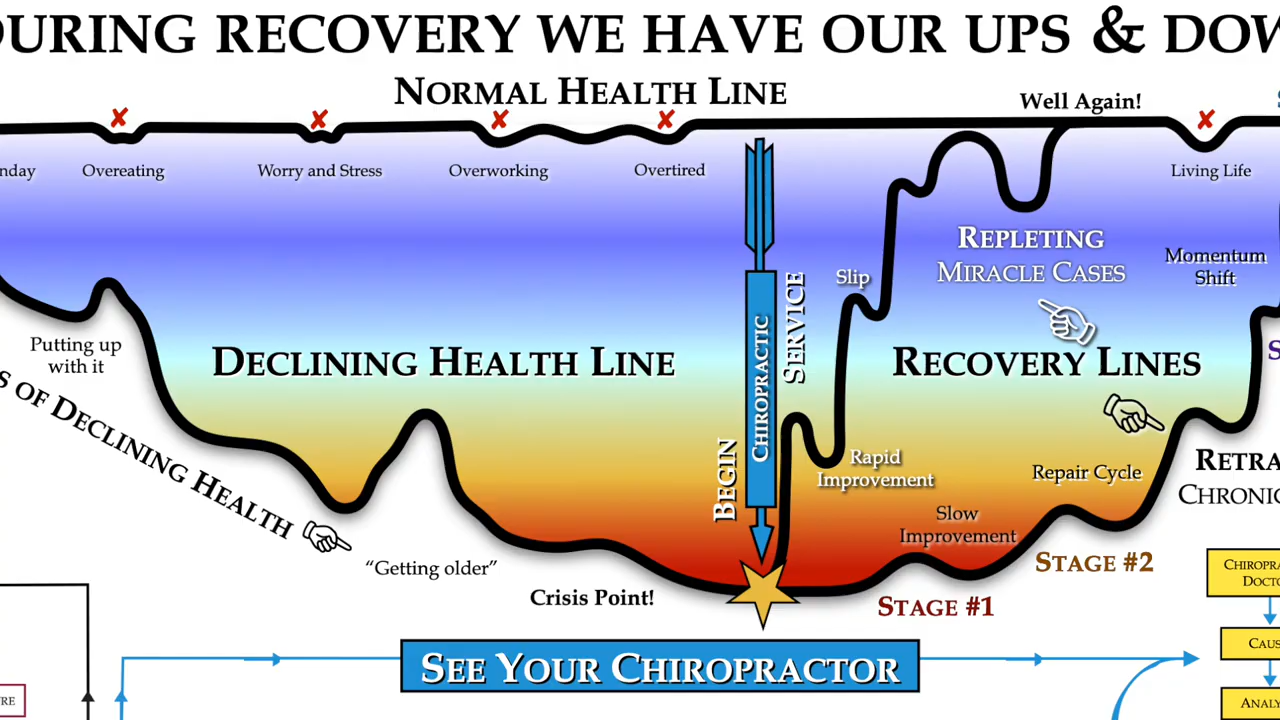 DURING RECOVERY WE HAVE OUR UPS & DOW
NORMAL HEALTH LINE
Well Again!
nday
Overeating
Worry and Stress
Overworking
Overtired
Living Life
REPLETING
MIRACLE CASES
Momentum
Shift
Slip
Putting up
with it
DECLINING HEALTH LINE
BEGIN
CHIROPRACTIC
SERVICE
RECOVERY LINES
S OF DECLINING HEALTH
Rapid
Improvement
Repair Cycle
RETRA
CHRONIC
Slow
Improvement
"Getting older"
STAGE #2
Crisis Point!
STAGE #1
CHIROPRA
DOCTO
SEE YOUR CHIROPRACTOR
CAUS
ANALY
RE